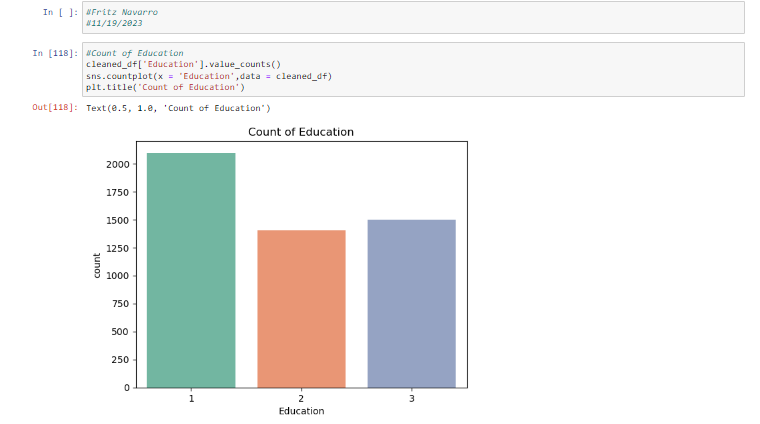 In [ ]: #Fritz Navarro
#11/19/2023
In [118]: #Count of Education
cleaned_df['Education'].value_counts()
sns.countplot(x = 'Education',data = cleaned_df)
plt.title('Count of Education')
Out[118]: Text(0.5, 1.0, 'Count of Education')
Count of Education
2000
1750
1500
1250
1000
750
500
250
0
count
1 2 3
Education